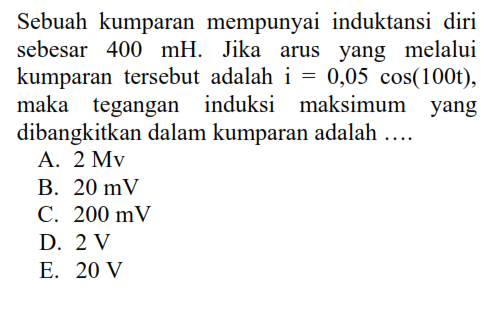 Sebuah kumparan mempunyai induktansi diri
sebesar 400 mH. Jika arus yang melalui
kumparan tersebut adalah i = 0,05 cos(100t),
maka tegangan induksi maksimum yang
dibangkitkan dalam kumparan adalah ....
A. 2 Mv
B. 20 mV
C. 200 mV
D. 2 V
E. 20 V